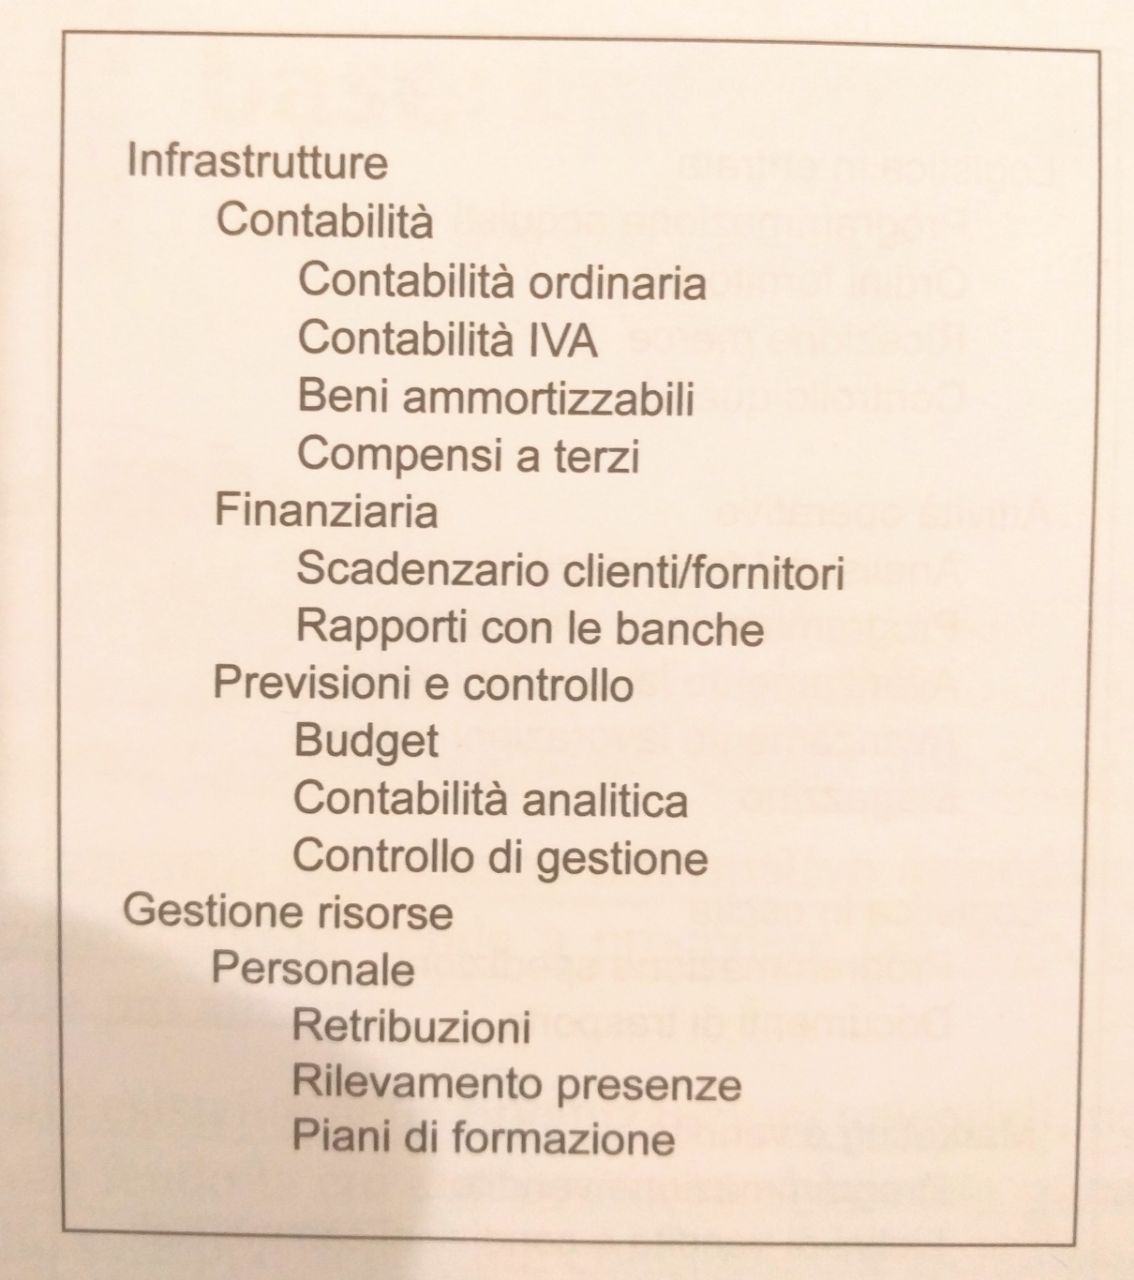 Infrastrutture
Contabilità
Contabilità ordinaria
Contabilità IVA
Beni ammortizzabili
Compensi a terzi
Finanziaria
Scadenzario clienti/fornitori
Rapporti con le banche
Previsioni e controllo
Budget
Contabilità analitica
Controllo di gestione
Gestione risorse
Personale
Retribuzioni
Rilevamento presenze
Piani di formazione